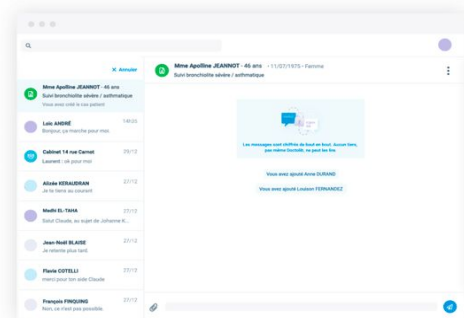 × Annuler
Mme Apolline JEANNOT - 46 ans
Suivi bronchiolite sévère / asthmatique
Vous avez créé le cas patient
Loïc ANDRÉ
14h25
Bonjour, ça marche pour moi
Cabinet 14 rue Carnot
29/12
Laurent : ok pour moi
Alizée KERAUDRAN
27/12
Je te tiens au courant
Madhi EL-TAHA
27/12
Salut Claude, au sujet de Johanne K...
Jean-Noël BLAISE
27/12
Je retente plus tard.
Flavie COTELLI
27/12
merci pour ton aide Claude
François FINQUING
27/12
Non, ce n'est pas possible.
Mme Apolline JEANNOT - 46 ans - 11/07/1975 - Femme
Suivi bronchiolite sévère / asthmatique
Les messages sont chiffrés de bout en bout. Aucun tiers,
pas même Doctolib, ne peut les lire.
Vous avez ajouté Anne DURAND
Vous avez ajouté Louison FERNANDEZ